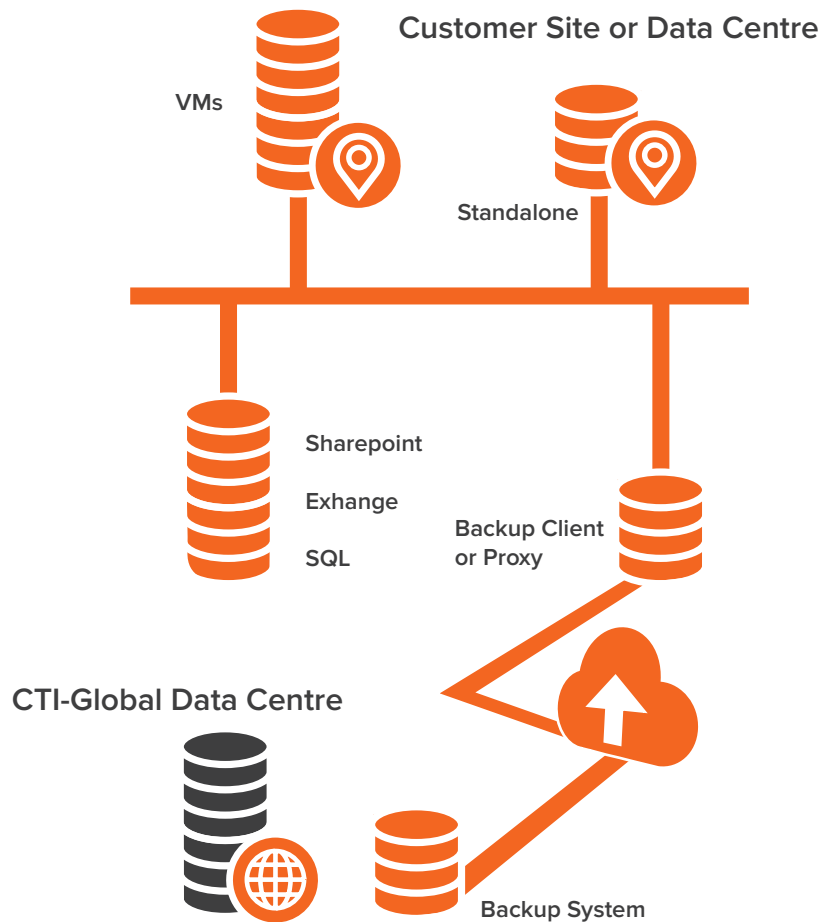 Customer Site or Data Centre
VMs
Standalone
Sharepoint
Exhange
SQL
Backup Client
or Proxy
CTI-Global Data Centre
Backup System